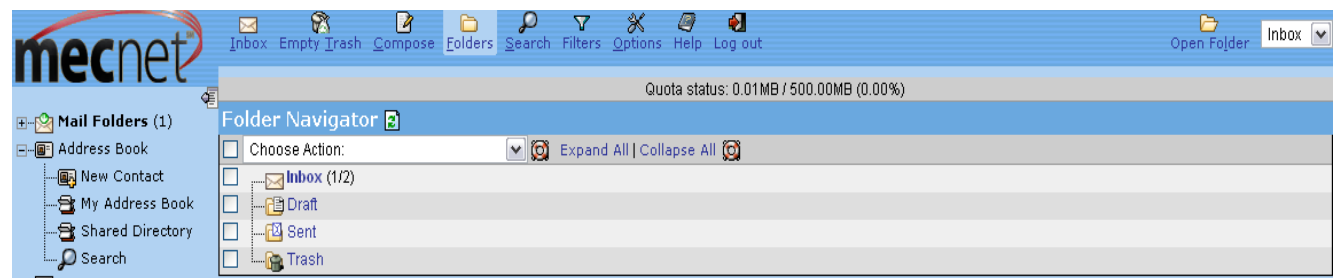 mecnet
Inbox Empty Trash Compose Folders Search Filters Options Help Log out
Open Folder Inbox
Quota status: 0.01MB / 500.00MB (0.00%)
Mail Folders (1)
Folder Navigator
Address Book
Choose Action: Expand All | Collapse All
New Contact
Inbox (1/2)
My Address Book
Draft
Shared Directory
Sent
Search
Trash